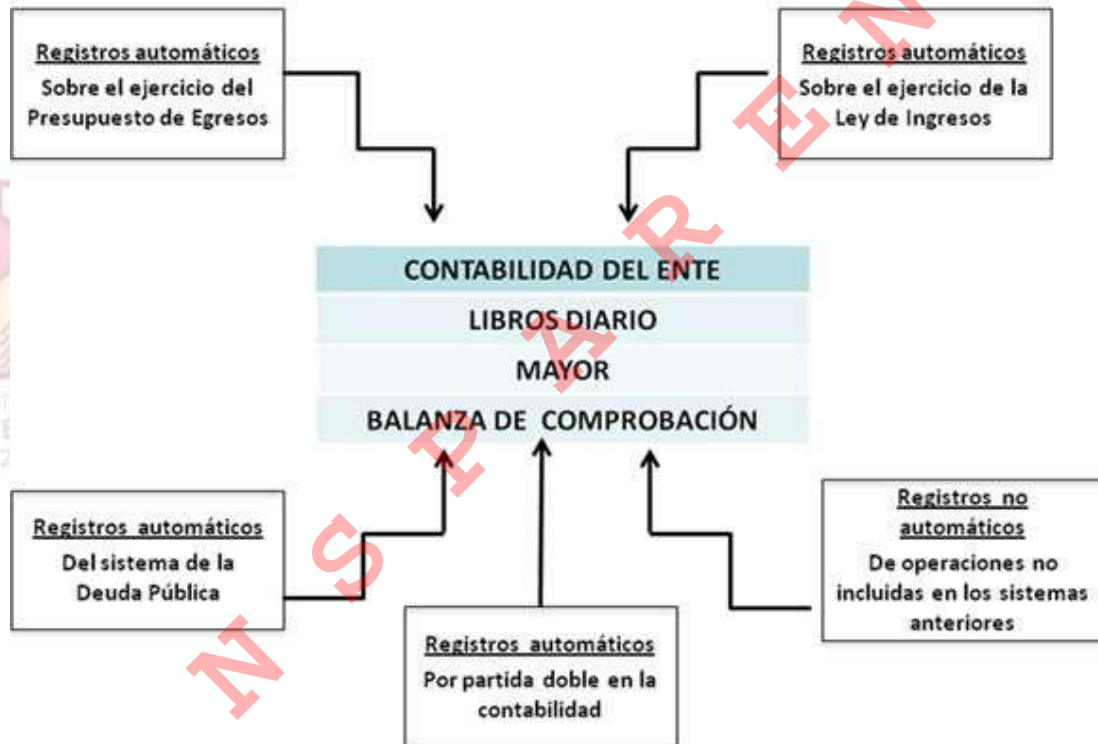 Registros automáticos
Sobre el ejercicio del
Presupuesto de Egresos
Registros automáticos
Sobre el ejercicio de la
Ley de Ingresos
CONTABILIDAD DEL ENTE
LIBROS DIARIO
MAYOR
BALANZA DE COMPROBACIÓN
Registros automáticos
Del sistema de la
Deuda Pública
Registros automáticos
Por partida doble en la
contabilidad
Registros no
automáticos
De operaciones no
incluidas en los sistemas
anteriores
N S P A R E N